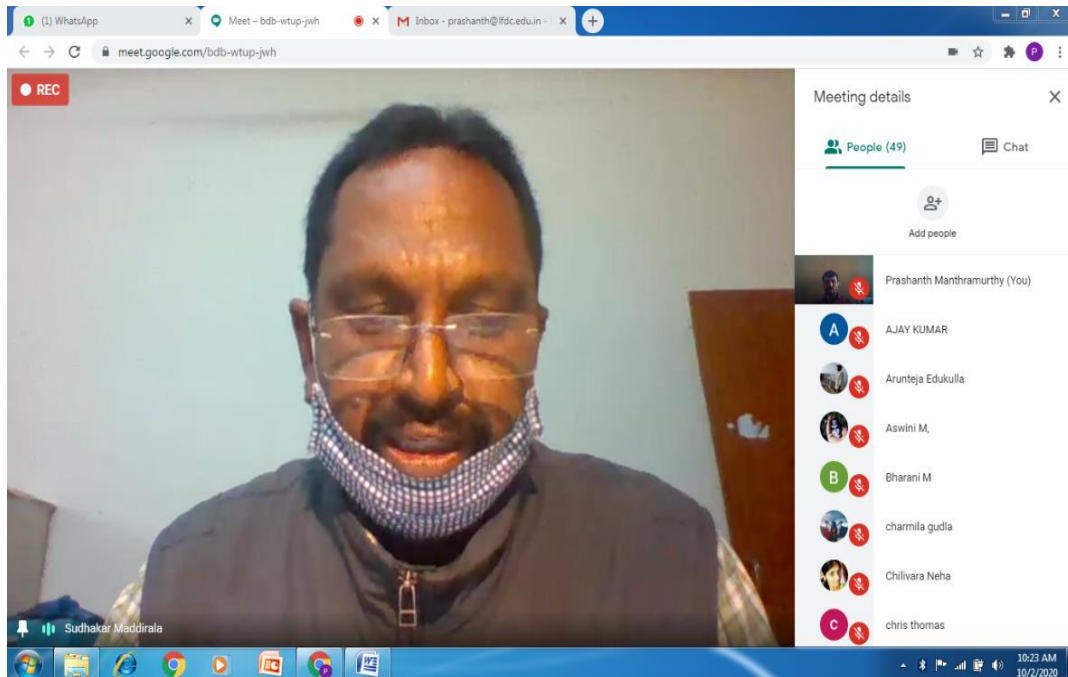 (1) WhatsApp
Meet – bdb-wtup-jwh
Inbox - prashanth@lfdc.edu.in -
meet.google.com/bdb-wtup-jwh
P
REC
Meeting details
People (49)
Chat
Add people
Prashanth Manthramurthy (You)
A AJAY KUMAR
Arunteja Edukulla
Aswini M,
B Bharani M
charmila gudla
Chilivara Neha
C chris thomas
Sudhakar Maddirala
10:23 AM
10/2/2020